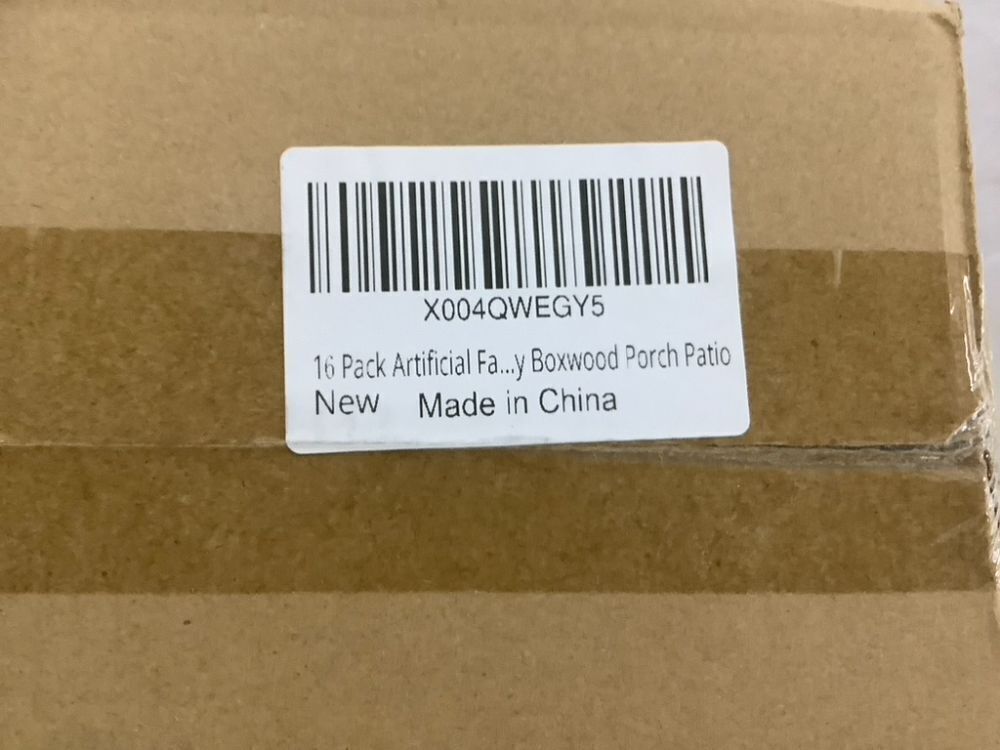 X004QWEGY5
16 Pack Artificial Fa...y Boxwood Porch Patio
New Made in China